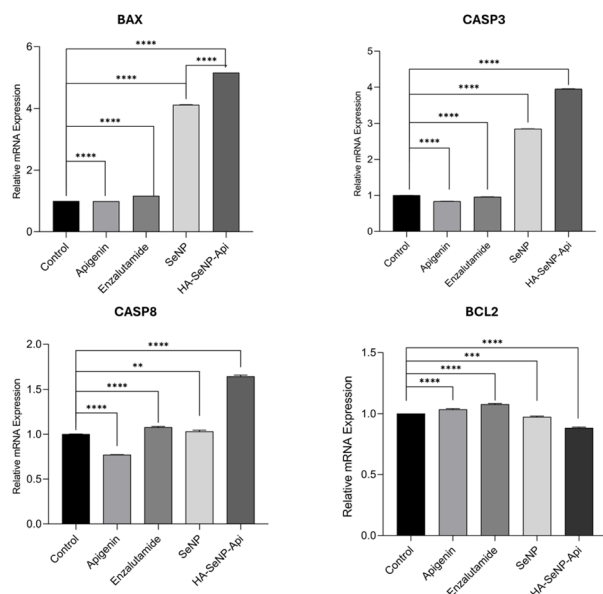 BAX
****
****
****
****
****
Relative mRNA Expression
6
4
2
0
Control
Apigenin
Enzalutamide
SeNP
HA-SeNP-Api
CASP3
****
****
****
****
Relative mRNA Expression
5
4
3
2
1
0
Control
Apigenin
Enzalutamide
SeNP
HA-SeNP-Api
CASP8
****
**
****
****
Relative mRNA Expression
2.0
1.5
1.0
0.5
0.0
Control
Apigenin
Enzalutamide
SeNP
HA-SeNP-Api
BCL2
****
***
****
****
Relative mRNA Expression
1.5
1.0
0.5
0.0
Control
Apigenin
Enzalutamide
SeNP
HA-SeNP-Api